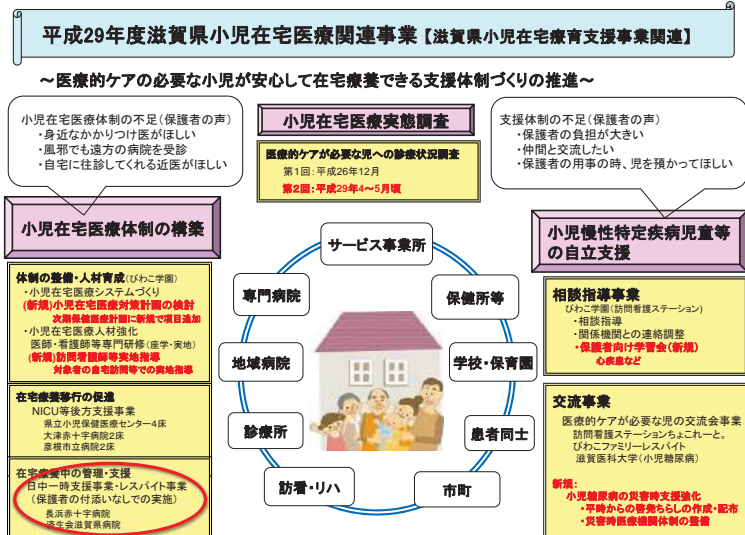 平成29年度滋賀県小児在宅医療関連事業【滋賀県小児在宅療育支援事業関連】
～医療的ケアの必要な小児が安心して在宅療養できる支援体制づくりの推進～
小児在宅医療体制の不足(保護者の声)
・身近なかかりつけ医がほしい
・風邪でも遠方の病院を受診
・自宅に往診してくれる近医がほしい
小児在宅医療実態調査
医療的ケアが必要な児への診療状況調査
第1回:平成26年12月
第2回:平成29年4～5月頃
支援体制の不足(保護者の声)
・保護者の負担が大きい
・仲間と交流したい
・保護者の用事の時、児を預かってほしい
小児在宅医療体制の構築
体制の整備・人材育成(びわこ学園)
・小児在宅医療システムづくり
(新規)小児在宅医療対策計画の検討
次期保健医療計画に新規で項目追加
・小児在宅医療人材強化
医師・看護師等専門研修(座学・実地)
(新規)訪問看護師等実地指導
対象者の自宅訪問等での実地指導
在宅療養移行の促進
NICU等後方支援事業
県立小児保健医療センター4床
大津赤十字病院2床
彦根市立病院2床
在宅療養中の管理・支援
日中一時支援事業・レスパイト事業
(保護者の付添いなしでの実施)
長浜赤十字病院
済生会滋賀県病院
サービス事業所
専門病院
保健所等
地域病院
学校・保育園
診療所
患者同士
訪看・リハ
市町
小児慢性特定疾病児童等
の自立支援
相談指導事業
びわこ学園(訪問看護ステーション)
・相談指導
・関係機関との連絡調整
・保護者向け学習会(新規)
心疾患など
交流事業
医療的ケアが必要な児の交流会事業
訪問看護ステーションちょこれーと。
びわこファミリーレスパイト
滋賀医科大学(小児糖尿病)
新規:
小児糖尿病の災害時支援強化
・平時からの啓発ちらしの作成・配布
・災害時医療機関体制の整備